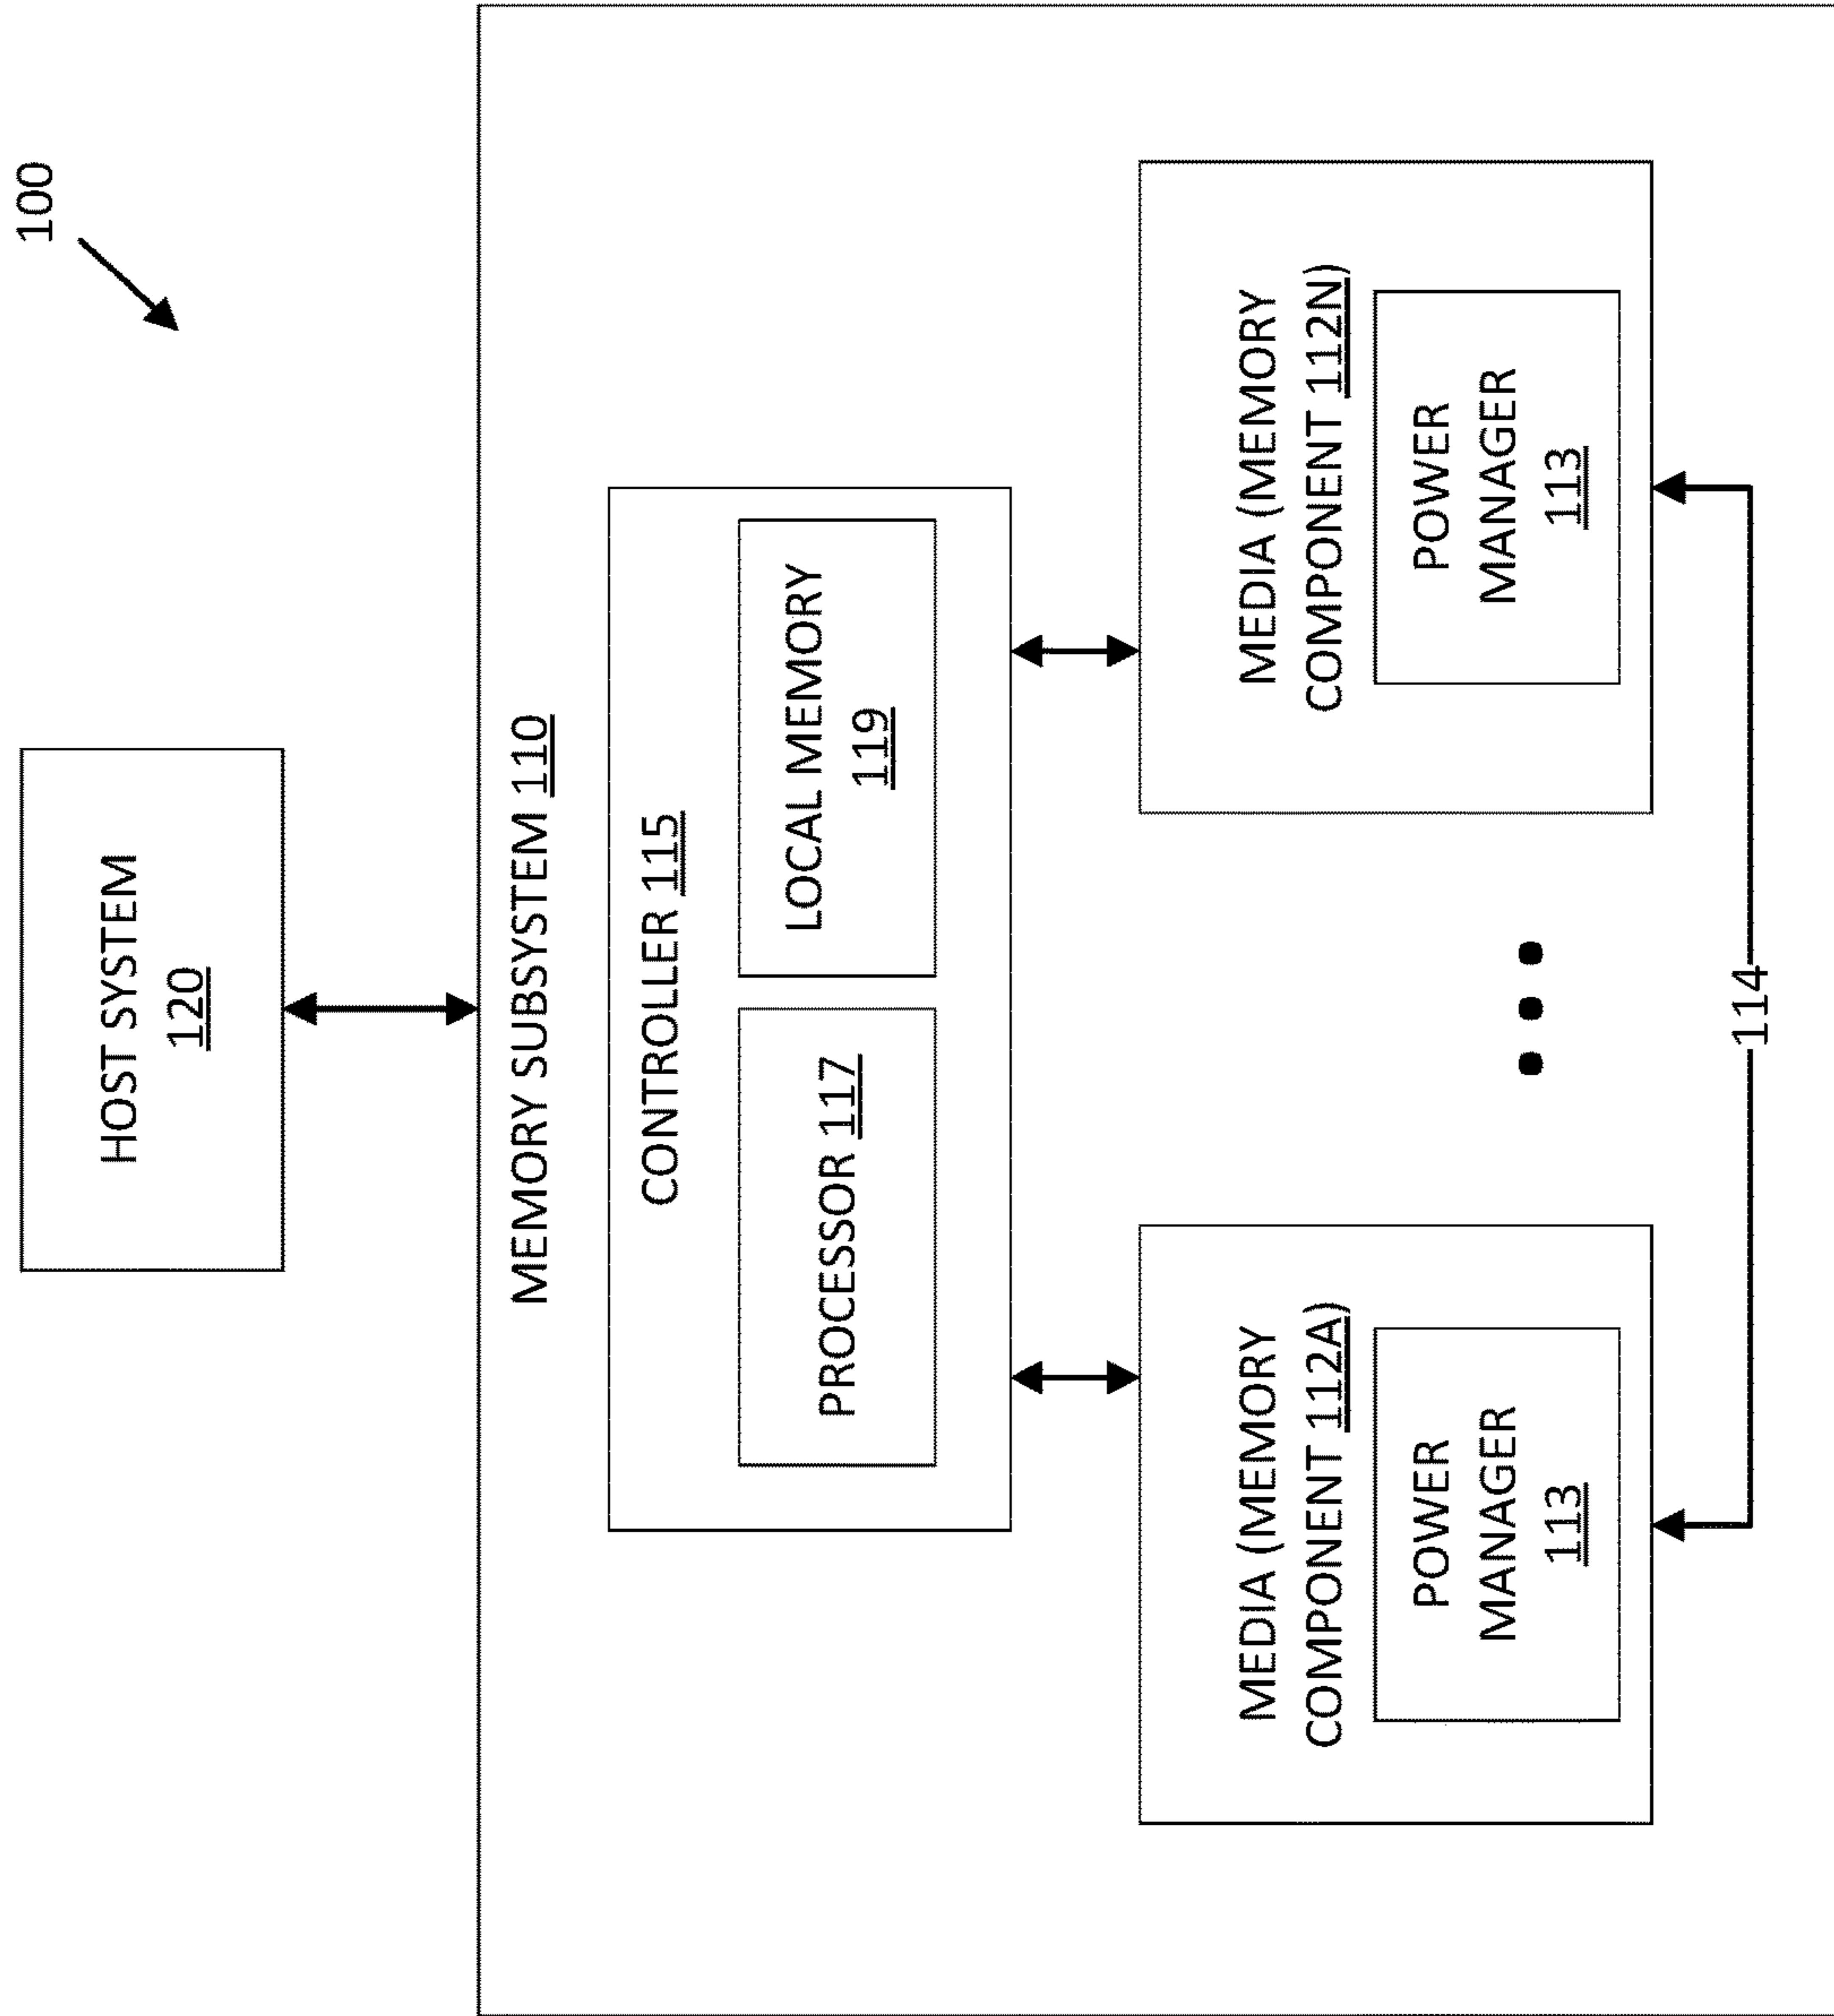 100
HOST SYSTEM
120
MEMORY SUBSYSTEM 110
CONTROLLER 115
PROCESSOR 117
LOCAL MEMORY
119
MEDIA (MEMORY
COMPONENT 112A)
POWER
MANAGER
113
MEDIA (MEMORY
COMPONENT 112N)
POWER
MANAGER
113
114